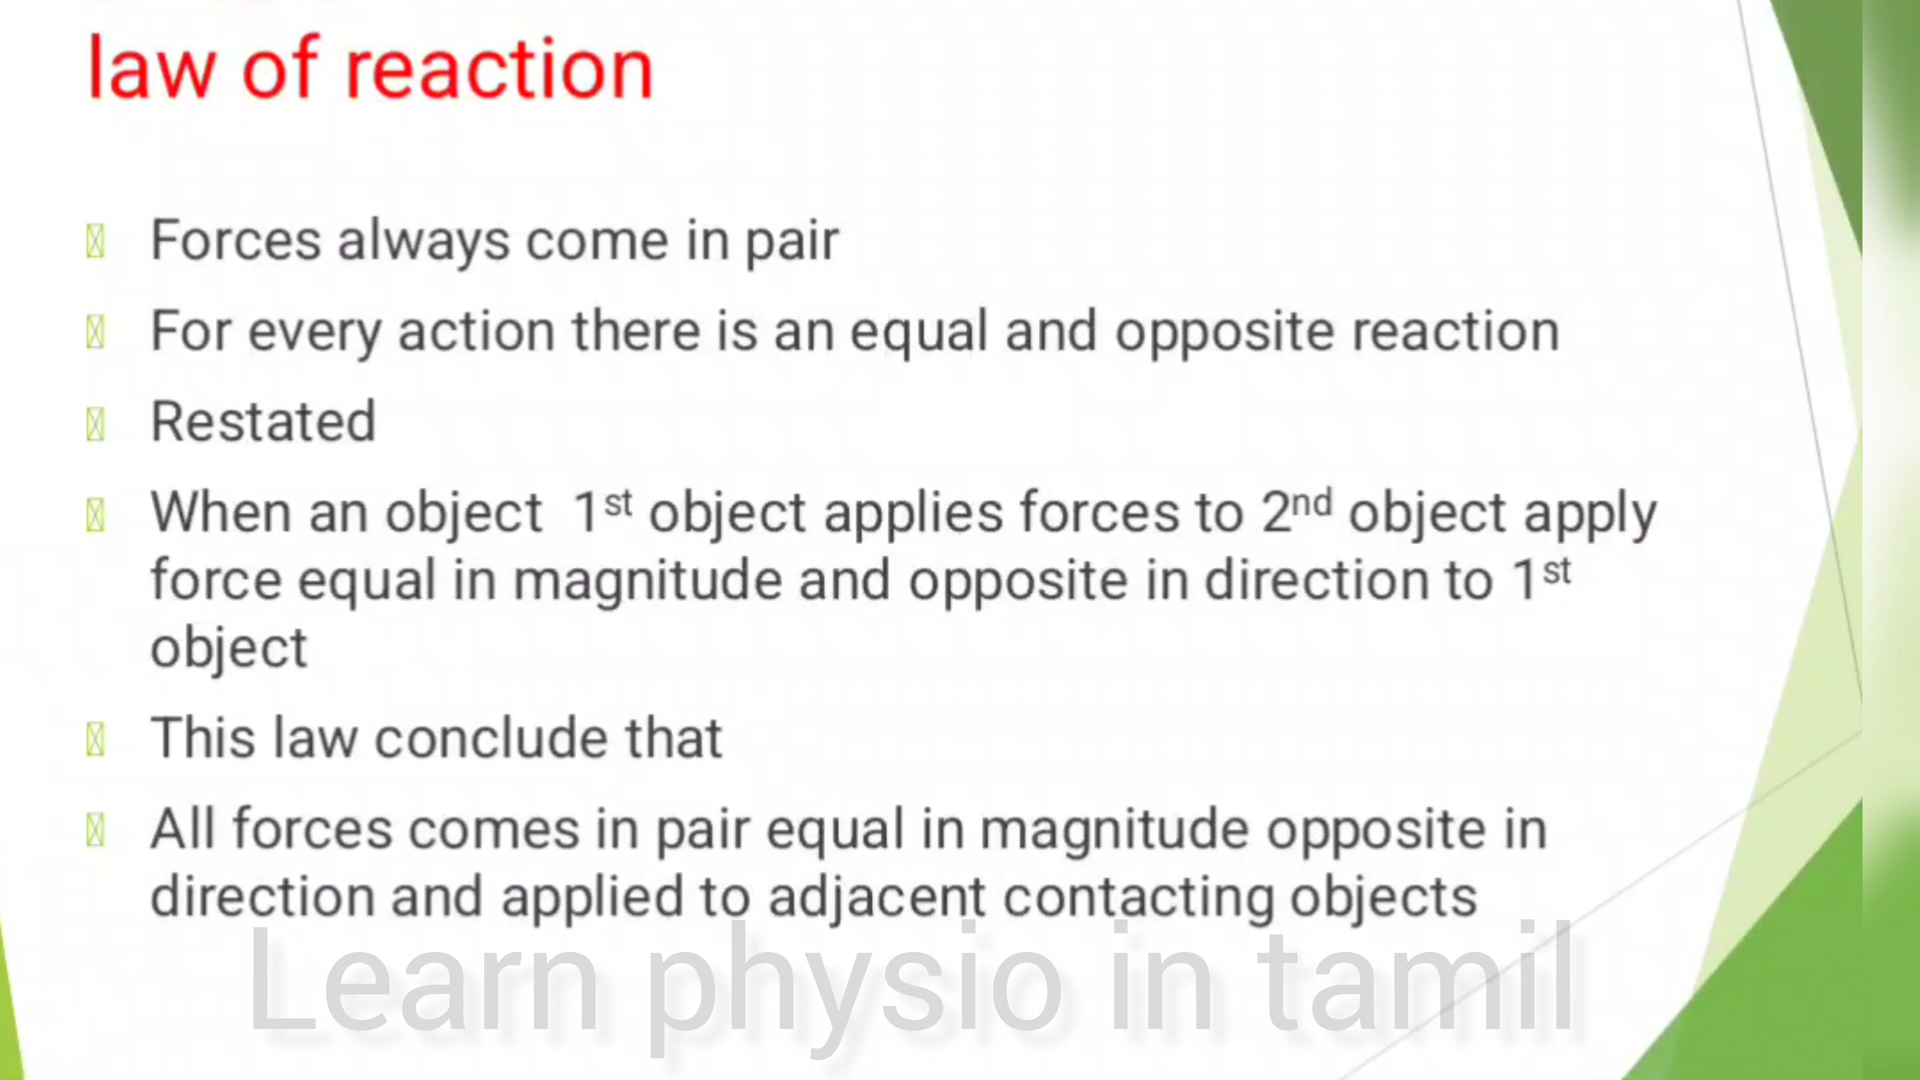 law of reaction
Forces always come in pair
For every action there is an equal and opposite reaction
Restated
When an object 1st object applies forces to 2nd object apply
force equal in magnitude and opposite in direction to 1st
object
This law conclude that
All forces comes in pair equal in magnitude opposite in
direction and applied to adjacent contacting objects
Learn physio in tamil